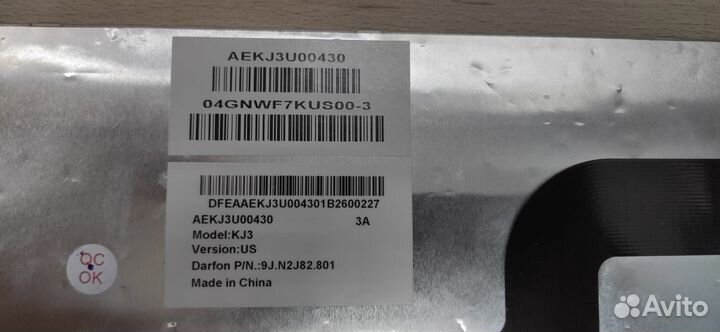 AEKJ3U00430
04GNWF7KUS00-3
DFEAAEKJ3U004301B2600227
AEKJ3U00430 3A
Model:KJ3
Version:US
Darfon P/N.:9J.N2J82.801
Made in China
QC
OK
Avito